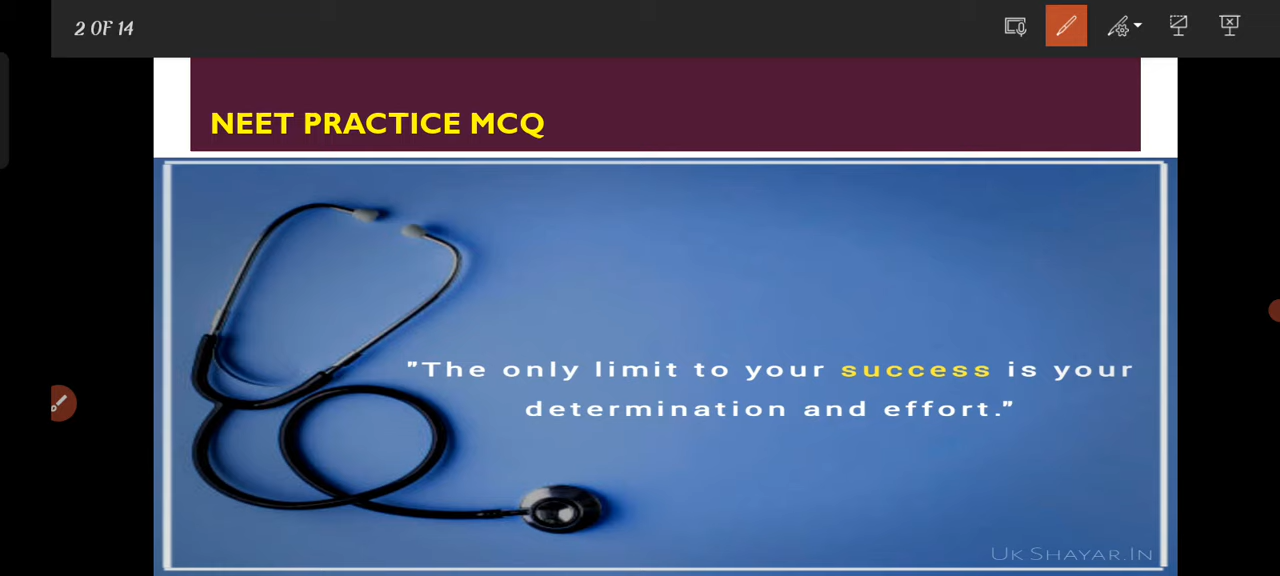 2 OF 14
NEET PRACTICE MCQ
"The only limit to your success is your
determination and effort."
UK SHAYAR.IN